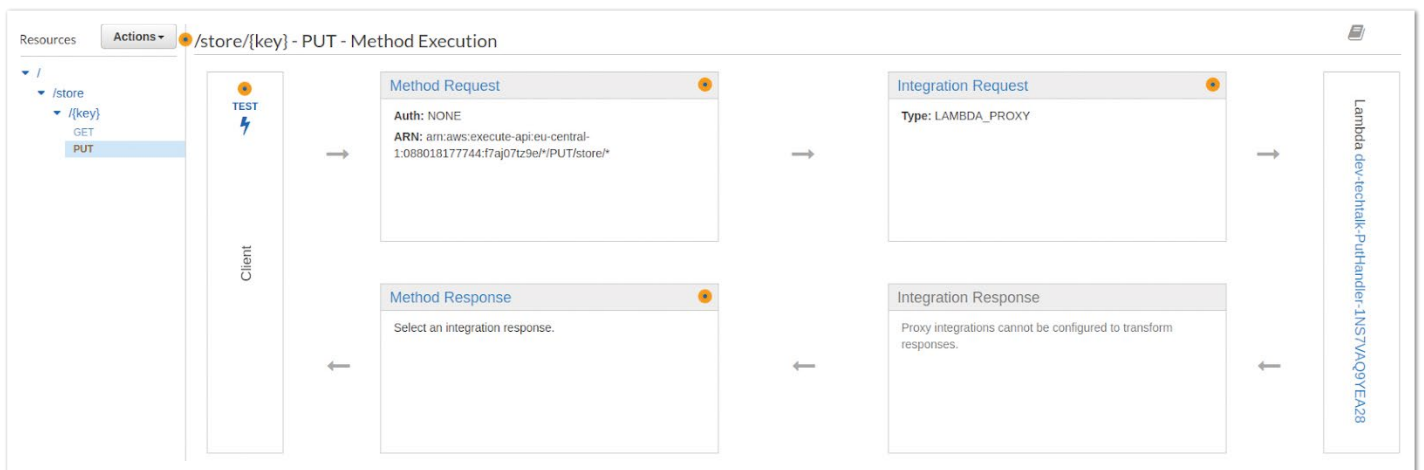 Resources
Actions
/store/{key} - PUT - Method Execution
/
/store
/{key}
GET
PUT
TEST
Client
Method Request
Auth: NONE
ARN: arn:aws:execute-api:eu-central-
1:088018177744:f7aj07tz9e/*/PUT/store/*
Integration Request
Type: LAMBDA_PROXY
Lambda dev-techtalk-PutHandler-1NS7VAQ9YEA28
Method Response
Select an integration response.
Integration Response
Proxy integrations cannot be configured to transform
responses.